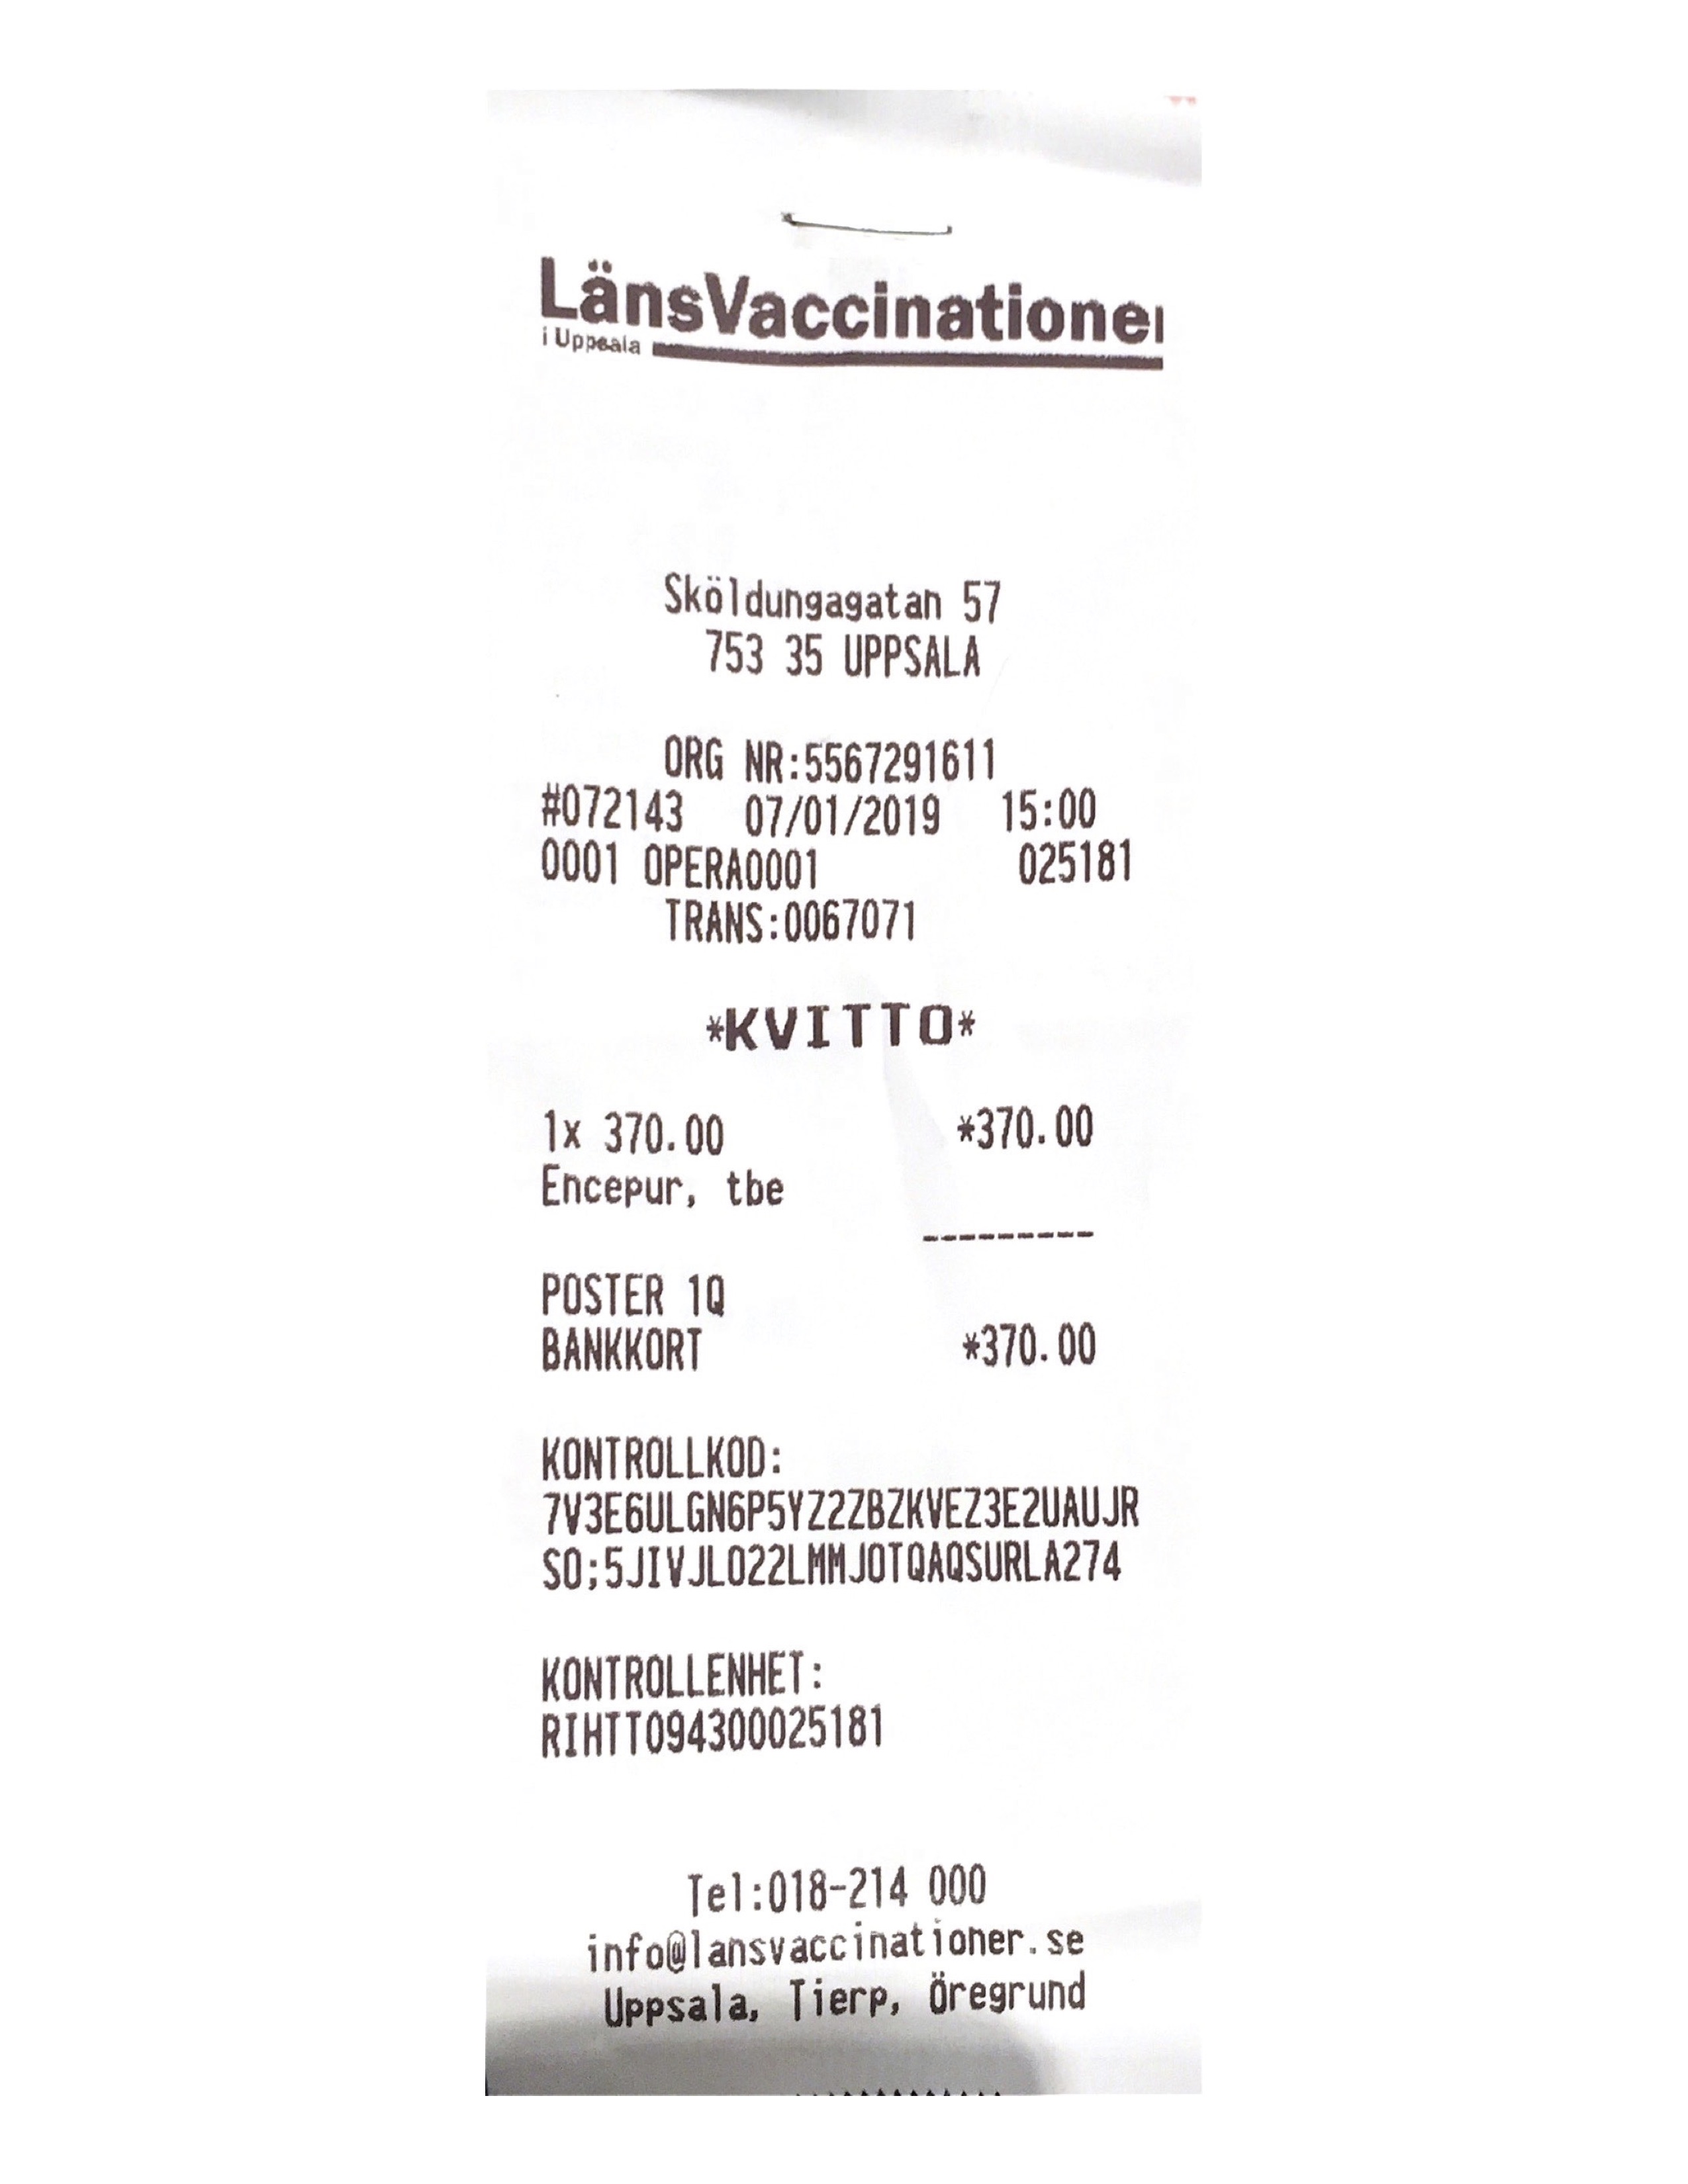 LänsVaccinationer
i Uppsala
Sköldungagatan 57
753 35 UPPSALA
ORG NR:5567291611
#072143 07/01/2019 15:00
0001 OPERA0001 025181
TRANS:0067071
*KVITTO*
1x 370.00 *370.00
Encepur, tbe
---------
POSTER 1Q
BANKKORT *370.00
KONTROLLKOD:
7V3E6ULGN6P5YZ2ZBZKVEZ3E2UAUJR
SO;5JIVJLO22LMMJOTQAQSURLA274
KONTROLLENHET:
RIHTT094300025181
Tel:018-214 000
info@lansvaccinationer.se
Uppsala, Tierp, Öregrund